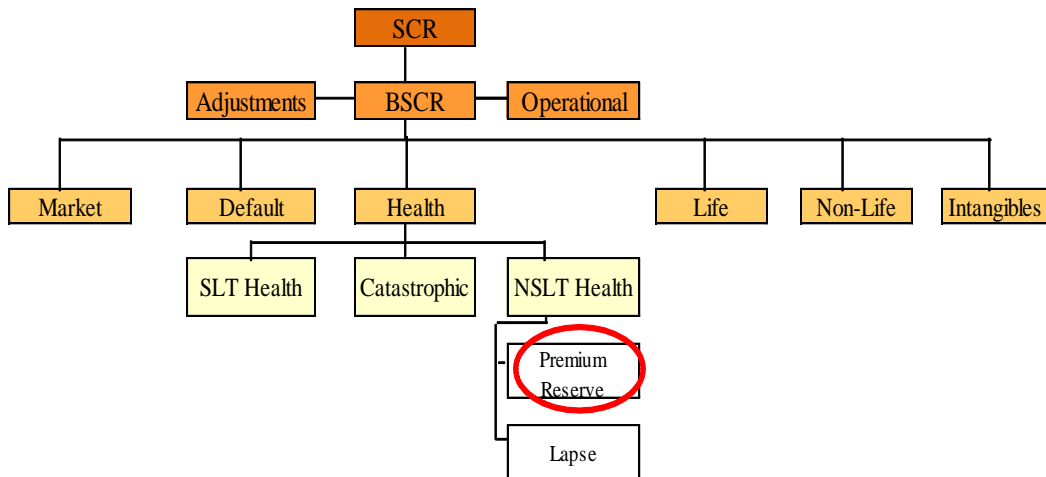 SCR
Adjustments
BSCR
Operational
Market
Default
Health
Life
Non-Life
Intangibles
SLT Health
Catastrophic
NSLT Health
Premium
Reserve
Lapse